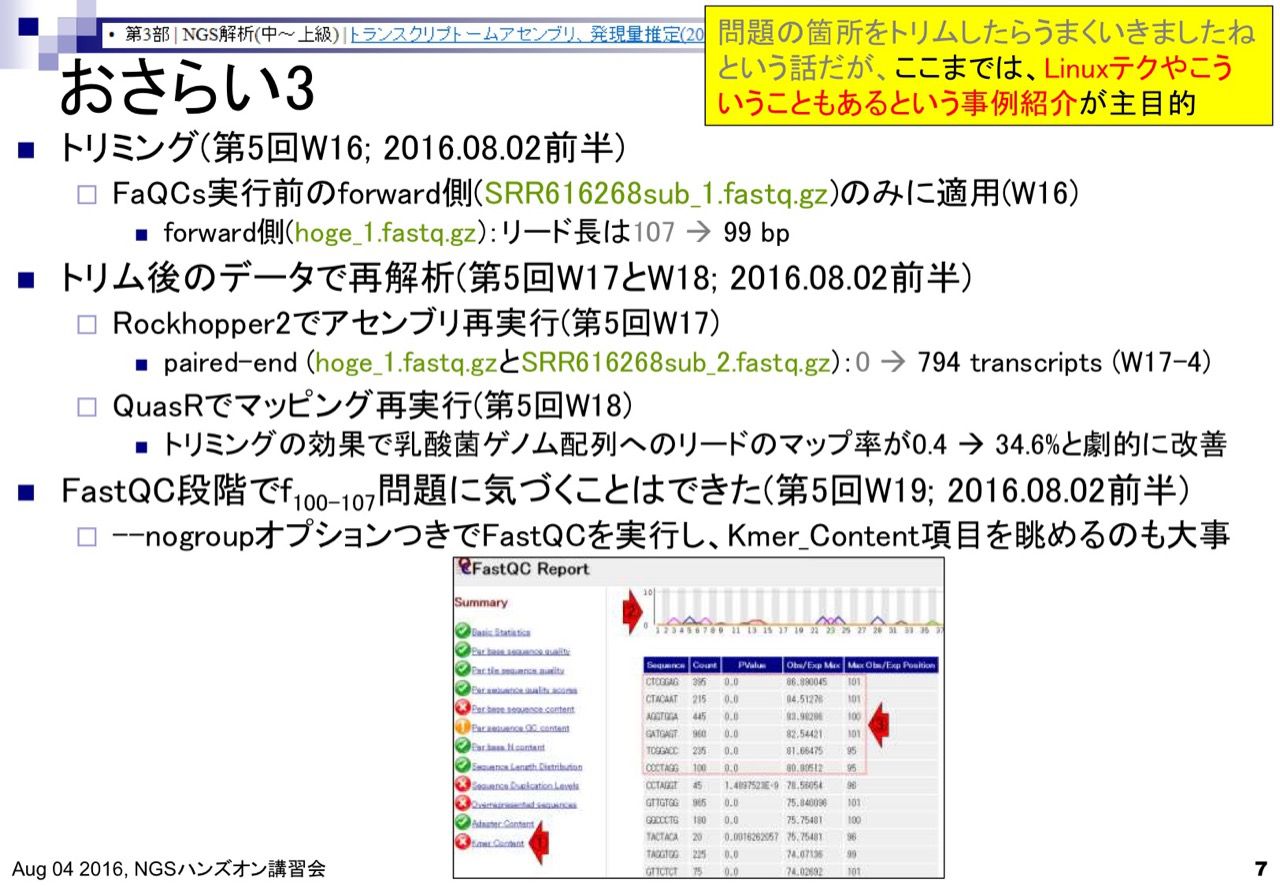 • 第3部 | NGS解析(中～上級) | トランスクリプトームアセンブリ、発現量推定(20
問題の箇所をトリムしたらうまくいきましたね
という話だが、ここまでは、Linuxテクやこう
いうこともあるという事例紹介が主目的
おさらい3
トリミング(第5回W16; 2016.08.02前半)
FaQCs実行前のforward側(SRR616268sub_1.fastq.gz)のみに適用(W16)
forward側(hoge_1.fastq.gz):リード長は107 → 99 bp
トリム後のデータで再解析(第5回W17とW18; 2016.08.02前半)
Rockhopper2でアセンブリ再実行(第5回W17)
paired-end (hoge_1.fastq.gzとSRR616268sub_2.fastq.gz):0 → 794 transcripts (W17-4)
QuasRでマッピング再実行(第5回W18)
トリミングの効果で乳酸菌ゲノム配列へのリードのマップ率が0.4 → 34.6%と劇的に改善
FastQC段階でf100-107問題に気づくことはできた(第5回W19; 2016.08.02前半)
--nogroupオプションつきでFastQCを実行し、Kmer_Content項目を眺めるのも大事
FastQC Report
Summary
Basic Statistics
Per base sequence quality
Per tile sequence quality
Per sequence quality scores
Per base sequence content
Per sequence GC content
Per base N content
Sequence Length Distribution
Sequence Duplication Levels
Overrepresented sequences
Adapter Content
Kmer Content
1
2
10
0
1 2 3 4 5 6 7 8 9 11 13 15 17 19 21 23 25 27 29 31 33 35 37
Sequence Count PValue Obs/Exp Max Max Obs/Exp Position
CTCGGAG 395 0.0 86.890045 101
CTACAAT 215 0.0 84.51276 101
AGGTGGA 445 0.0 83.98286 100
GATGAGT 960 0.0 82.54421 101
TCGGACC 235 0.0 81.66475 95
CCCTAGG 100 0.0 80.80512 95
3
CCTAGGT 45 1.4897523E-9 78.56054 96
GTTGTGG 965 0.0 75.840096 101
GGCCCTG 180 0.0 75.75481 100
TACTACA 20 0.0016262057 75.75481 96
TAGGTGG 225 0.0 74.07136 99
GTTCTCT 75 0.0 74.02692 101
Aug 04 2016, NGSハンズオン講習会
7